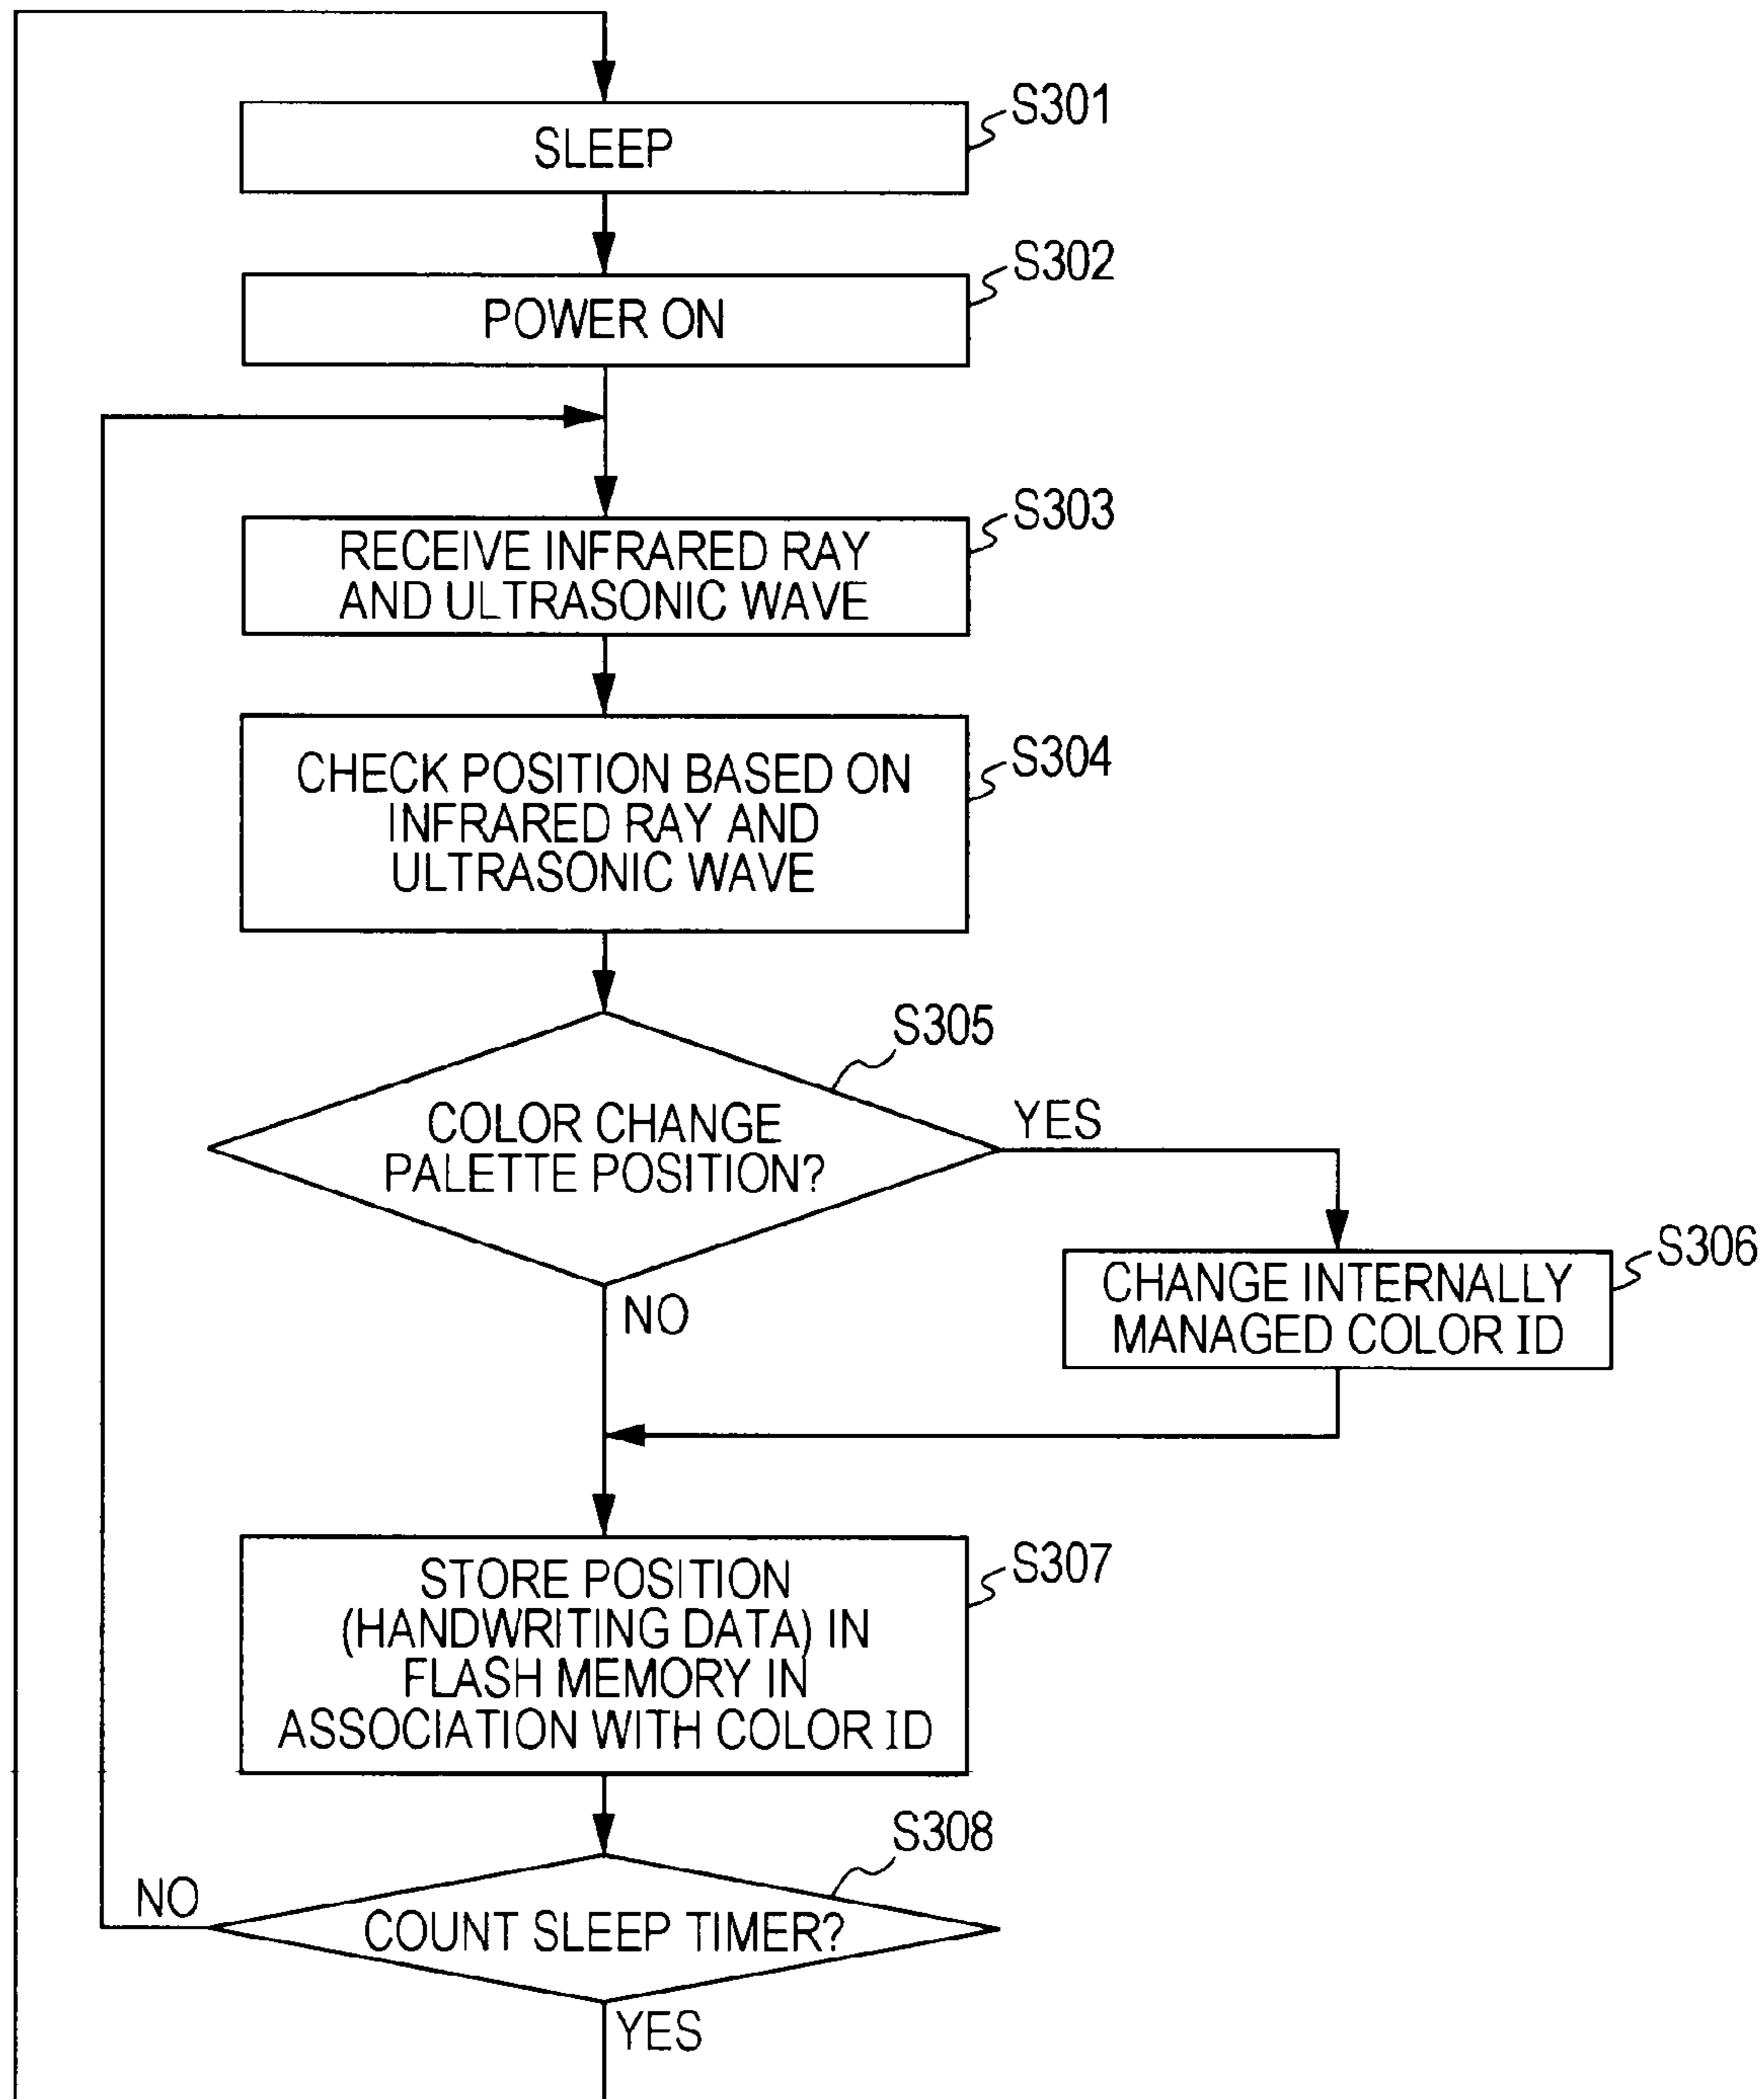 S301
SLEEP
S302
POWER ON
S303
RECEIVE INFRARED RAY
AND ULTRASONIC WAVE
S304
CHECK POSITION BASED ON
INFRARED RAY AND
ULTRASONIC WAVE
S305
COLOR CHANGE
PALETTE POSITION?
YES
NO
S306
CHANGE INTERNALLY
MANAGED COLOR ID
S307
STORE POSITION
(HANDWRITING DATA) IN
FLASH MEMORY IN
ASSOCIATION WITH COLOR ID
S308
NO
COUNT SLEEP TIMER?
YES